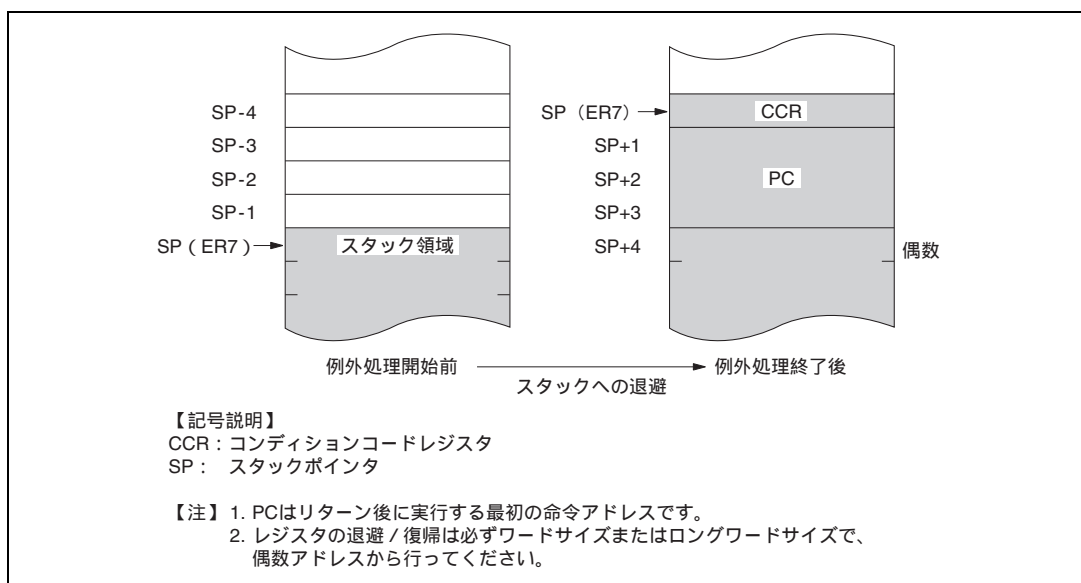 SP-4
SP-3
SP-2
SP-1
SP（ER7）
スタック領域
SP（ER7）
CCR
SP+1
SP+2
PC
SP+3
SP+4
偶数
例外処理開始前
例外処理終了後
スタックへの退避
【記号説明】
CCR：コンディションコードレジスタ
SP： スタックポインタ
【注】1. PCはリターン後に実行する最初の命令アドレスです。
2. レジスタの退避／復帰は必ずワードサイズまたはロングワードサイズで、
偶数アドレスから行ってください。